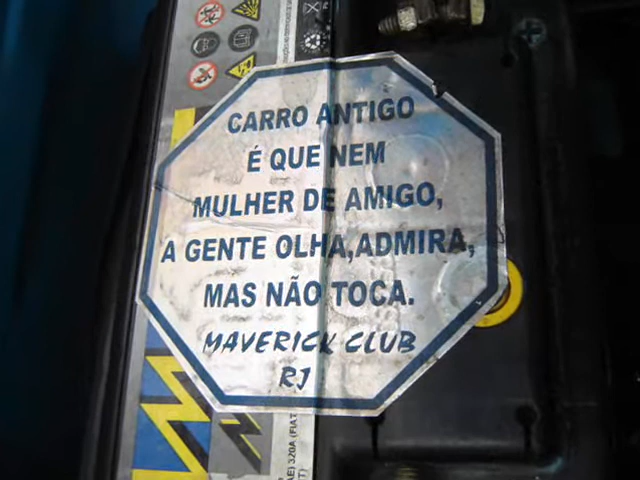 CARRO ANTIGO
É QUE NEM
MULHER DE AMIGO,
A GENTE OLHA,ADMIRA,
MAS NÃO TOCA.
MAVERICK CLUB
RJ